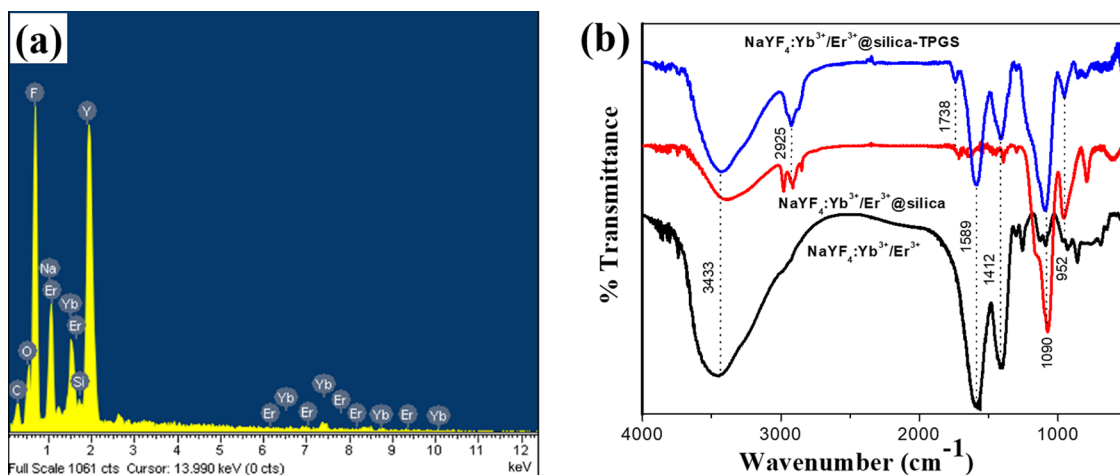 (a)
F
Y
Na
Er
Yb
Er
O
Si
C
Er
Yb
Er
Yb
Er
Er
Yb
Er
Yb
1 2 3 4 5 6 7 8 9 10 11 12
Full Scale 1061 cts Cursor: 13.990 keV (0 cts)
keV
(b)
NaYF₄:Yb³⁺/Er³⁺@silica-TPGS
1738
2925
NaYF₄:Yb³⁺/Er³⁺@silica
NaYF₄:Yb³⁺/Er³⁺
3433
1589
1412
1090
952
% Transmittance
4000 3000 2000 1000
Wavenumber (cm⁻¹)